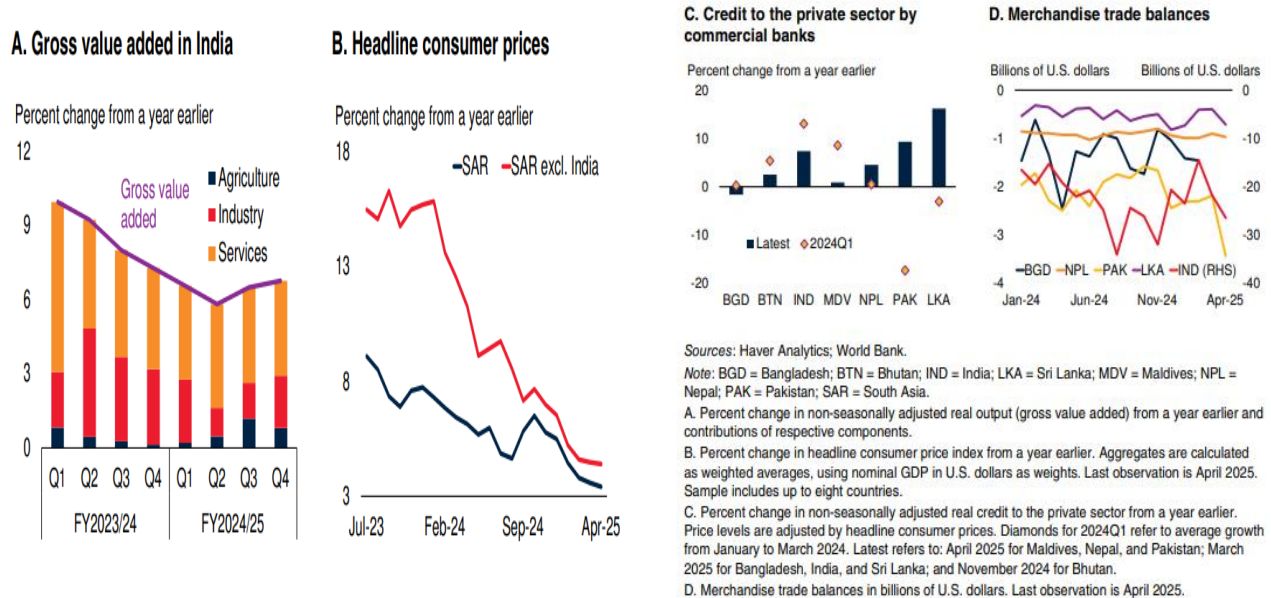 A. Gross value added in India
Percent change from a year earlier
12
9
6
3
0
Gross value
added
Agriculture
Industry
Services
Q1 Q2 Q3 Q4 Q1 Q2 Q3 Q4
FY2023/24 FY2024/25
B. Headline consumer prices
Percent change from a year earlier
18
13
8
3
SAR SAR excl. India
Jul-23 Feb-24 Sep-24 Apr-25
C. Credit to the private sector by
commercial banks
Percent change from a year earlier
20
10
0
-10
-20
Latest 2024Q1
BGD BTN IND MDV NPL PAK LKA
D. Merchandise trade balances
Billions of U.S. dollars Billions of U.S. dollars
0 0
-1 -10
-2 -20
-3 -30
-4 -40
BGD NPL PAK LKA IND (RHS)
Jan-24 Jun-24 Nov-24 Apr-25
Sources: Haver Analytics; World Bank.
Note: BGD = Bangladesh; BTN = Bhutan; IND = India; LKA = Sri Lanka; MDV = Maldives; NPL =
Nepal; PAK = Pakistan; SAR = South Asia.
A. Percent change in non-seasonally adjusted real output (gross value added) from a year earlier and
contributions of respective components.
B. Percent change in headline consumer price index from a year earlier. Aggregates are calculated
as weighted averages, using nominal GDP in U.S. dollars as weights. Last observation is April 2025.
Sample includes up to eight countries.
C. Percent change in non-seasonally adjusted real credit to the private sector from a year earlier.
Price levels are adjusted by headline consumer prices. Diamonds for 2024Q1 refer to average growth
from January to March 2024. Latest refers to: April 2025 for Maldives, Nepal, and Pakistan; March
2025 for Bangladesh, India, and Sri Lanka; and November 2024 for Bhutan.
D. Merchandise trade balances in billions of U.S. dollars. Last observation is April 2025.